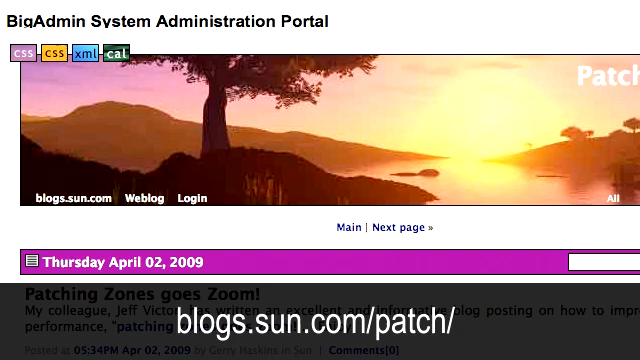 BigAdmin System Administration Portal
css css xml cal
Patch
blogs.sun.com Weblog Login All
Main | Next page »
Thursday April 02, 2009
Patching Zones goes Zoom!
My colleague, Jeff Victor, has written an excellent and informative blog posting on how to impro
performance, "patching
blogs.sun.com/patch/
Posted at 05:34PM Apr 02, 2009 by Gerry Haskins in Sun | Comments[0]